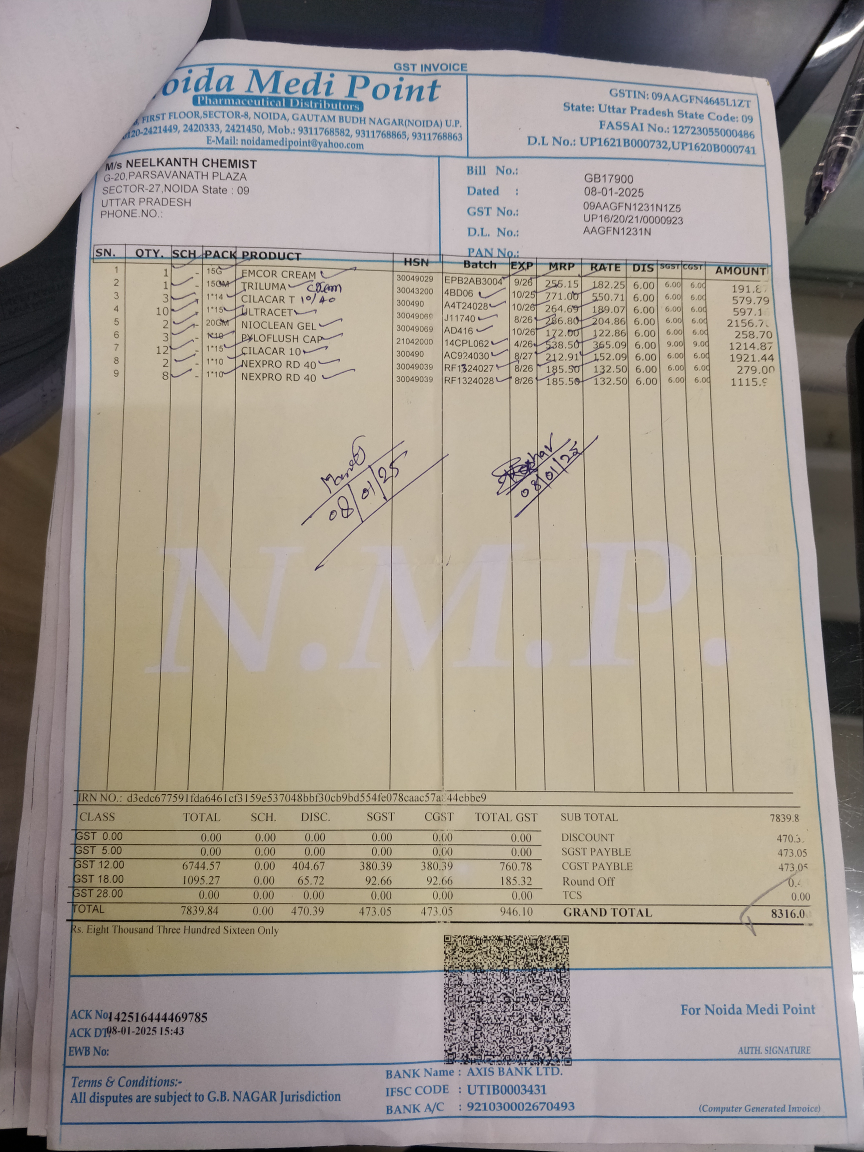 GST INVOICE
oida Medi Point
Pharmaceutical Distributors
FIRST FLOOR,SECTOR-8, NOIDA, GAUTAM BUDH NAGAR(NOIDA) U.P.
0120-2421449, 2420333, 2421450, Mob.: 9311768582, 9311768865, 9311768863
E-Mail: noidamedipoint@yahoo.com
GSTIN: 09AAGFN4645L1ZT
State: Uttar Pradesh State Code: 09
FASSAI No.: 12723055000486
D.L No.: UP1621B000732,UP1620B000741
M/s NEELKANTH CHEMIST
G-20,PARSAVANATH PLAZA
SECTOR-27,NOIDA State : 09
UTTAR PRADESH
PHONE.NO.:
Bill No.: GB17900
Dated : 08-01-2025
GST No.: 09AAGFN1231N1Z5
D.L. No.: UP16/20/21/0000923
PAN No.: AAGFN1231N
SN. QTY. SCH PACK PRODUCT HSN Batch EXP MRP RATE DIS SGST CGST AMOUNT
1 1 - 15G EMCOR CREAM 30049029 EPB2AB3004 9/26 256.15 182.25 6.00 6.00 6.00 191.8
2 1 - 15GM TRILUMA cream 30043200 4BD06 10/25 771.00 550.71 6.00 6.00 6.00 579.79
3 3 - 1*14 CILACAR T 10/40 300490 A4T24028 10/26 264.69 189.07 6.00 6.00 6.00 597.1
4 10 - 1*15 ULTRACET 30049069 J11740 8/26 286.80 204.86 6.00 6.00 6.00 2156.7
5 2 - 20GM NIOCLEAN GEL 30049069 AD416 10/26 172.00 122.86 6.00 6.00 6.00 258.70
6 3 - 1*10 PYLOFLUSH CAP 21042000 14CPL062 4/26 538.50 365.09 6.00 9.00 9.00 1214.87
7 12 - 1*15 CILACAR 10 300490 AC924030 8/27 212.91 152.09 6.00 6.00 6.00 1921.44
8 2 - 1*10 NEXPRO RD 40 30049039 RF1324027 8/26 185.50 132.50 6.00 6.00 6.00 279.00
9 8 - 1*10 NEXPRO RD 40 30049039 RF1324028 8/26 185.50 132.50 6.00 6.00 6.00 1115.9
08/01/25
08/01/25
N.M.P.
IRN NO.:
CLASS TOTAL SCH. DISC. SGST CGST TOTAL GST
GST 0.00 0.00 0.00 0.00 0.00 0.00 0.00
GST 5.00 0.00 0.00 0.00 0.00 0.00 0.00
GST 12.00 6744.57 0.00 404.67 380.39 380.39 760.78
GST 18.00 1095.27 0.00 65.72 92.66 92.66 185.32
GST 28.00 0.00 0.00 0.00 0.00 0.00 0.00
TOTAL 7839.84 0.00 470.39 473.05 473.05 946.10
SUB TOTAL 7839.8
DISCOUNT 470.3
SGST PAYBLE 473.05
CGST PAYBLE 473.05
Round Off
TCS 0.00
GRAND TOTAL 8316.0
Rs. Eight Thousand Three Hundred Sixteen Only
ACK No 142516444469785
ACK DT 08-01-2025 15:43
EWB No:
For Noida Medi Point
AUTH. SIGNATURE
Terms & Conditions:-
All disputes are subject to G.B. NAGAR Jurisdiction
BANK Name : AXIS BANK LTD.
IFSC CODE : UTIB0003431
BANK A/C : 921030002670493
(Computer Generated Invoice)